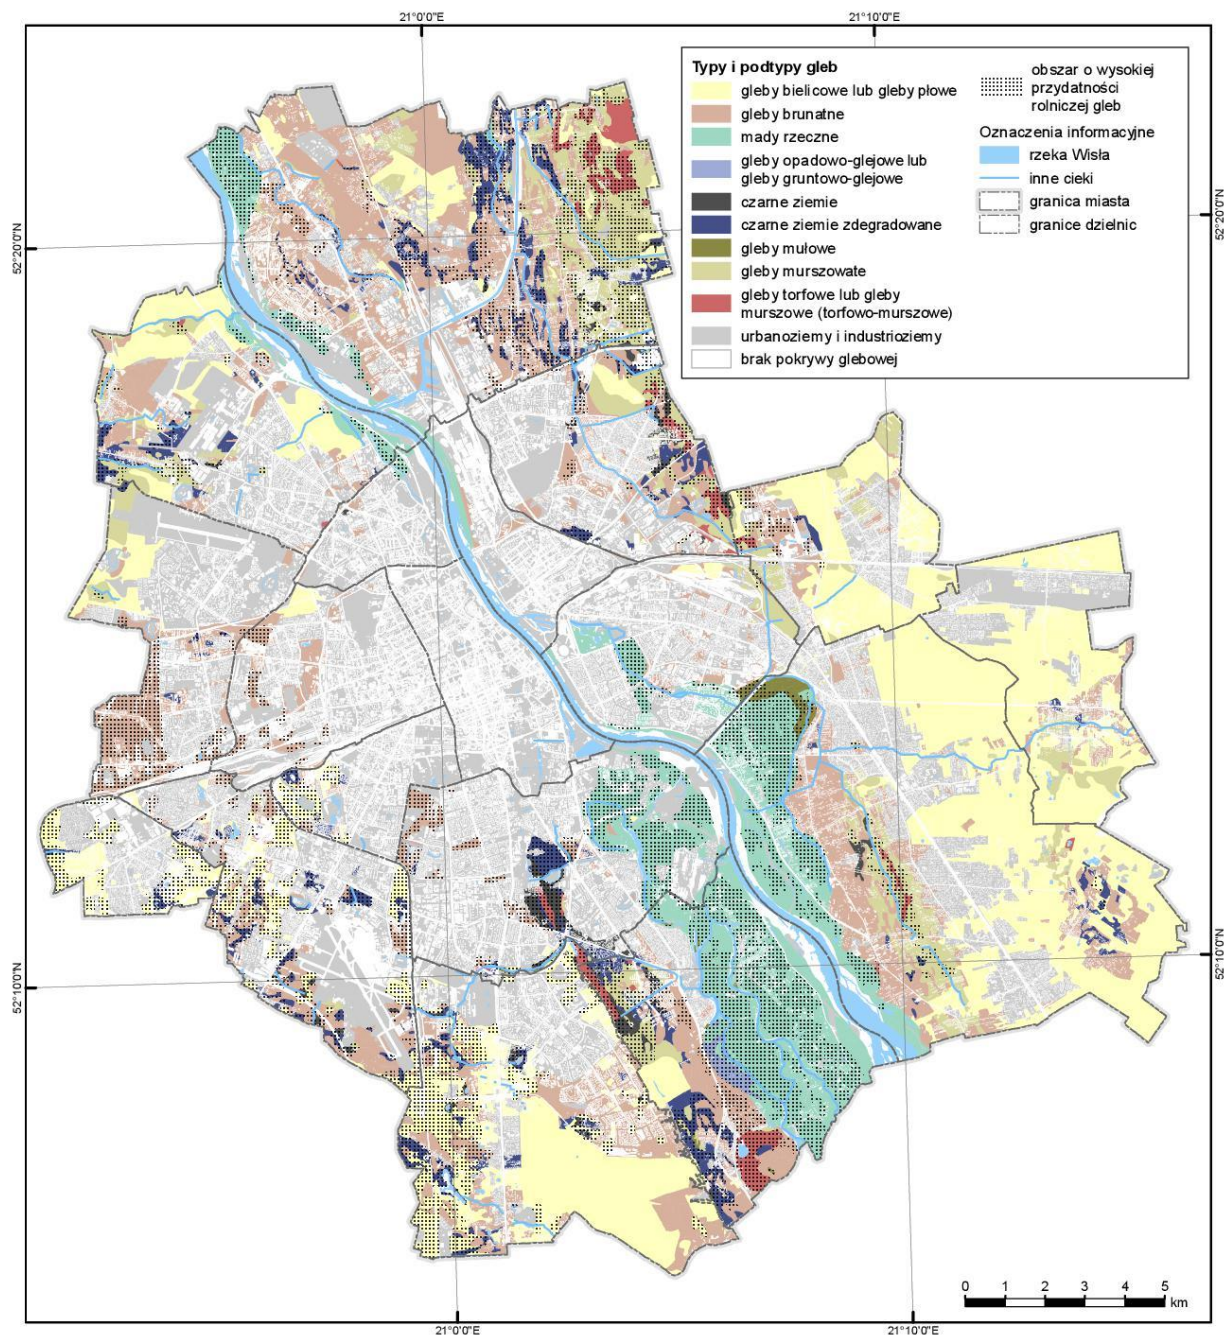 21°0'0"E
21°10'0"E
Typy i podtypy gleb
gleby bielicowe lub gleby płowe
gleby brunatne
mady rzeczne
gleby opadowo-glejowe lub
gleby gruntowo-glejowe
czarne ziemie
czarne ziemie zdegradowane
gleby mułowe
gleby murszowate
gleby torfowe lub gleby
murszowe (torfowo-murszowe)
urbanoziemy i industrioziemy
brak pokrywy glebowej
obszar o wysokiej
przydatności
rolniczej gleb
Oznaczenia informacyjne
rzeka Wisła
inne cieki
granica miasta
granice dzielnic
52°20'0"N
52°20'0"N
52°10'0"N
52°10'0"N
0 1 2 3 4 5
km
21°0'0"E
21°10'0"E